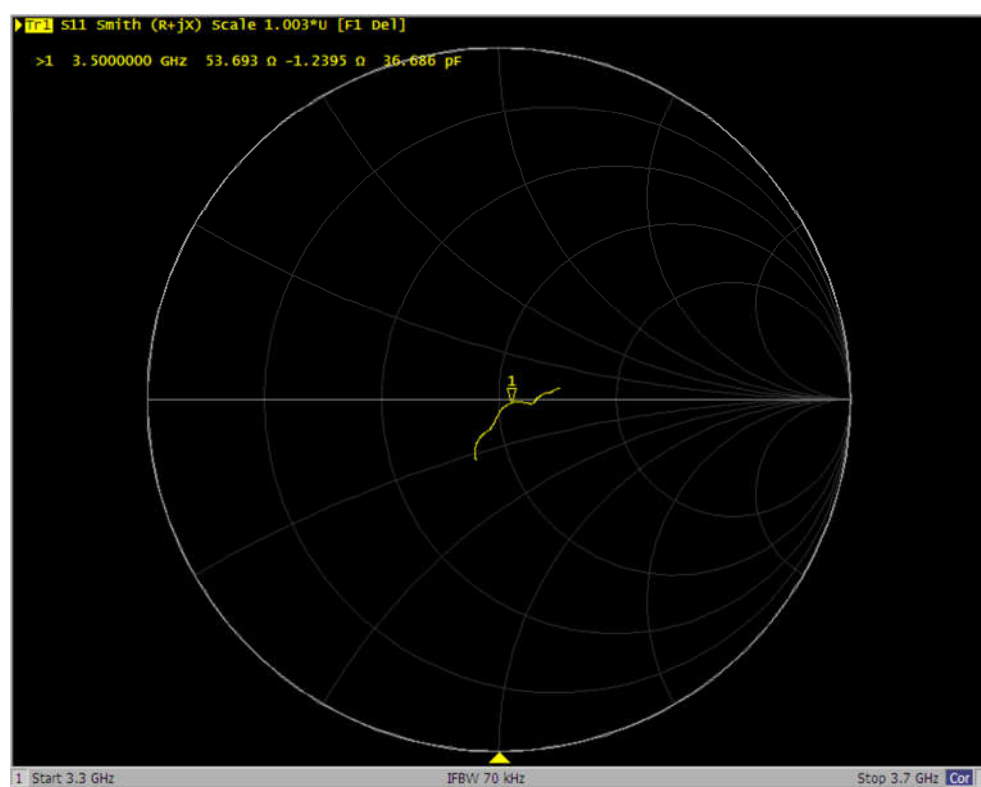 Tr1 S11 Smith (R+jX) Scale 1.003*U [F1 Del]
>1 3.5000000 GHz 53.693 Ω -1.2395 Ω 36.686 pF
1
1 Start 3.3 GHz IFBW 70 kHz Stop 3.7 GHz Cor